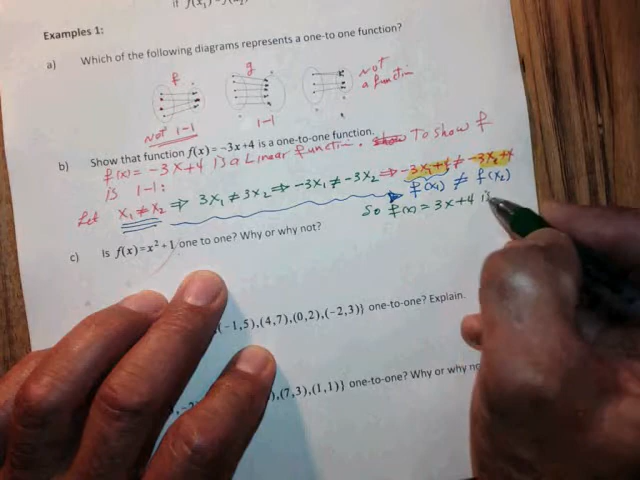 Examples 1:
a) Which of the following diagrams represents a one-to one function?
f
g
Not 1-1
1-1
Not a function
b) Show that function f(x) = −3x+4 is a one-to-one function.
f(x) = -3x+4 is a Linear function. To show f
is 1-1:
Let x₁ ≠ x₂ ⇒ 3x₁ ≠ 3x₂ ⇒ -3x₁ ≠ -3x₂ ⇒ -3x₁+4 ≠ -3x₂+4
f(x₁) ≠ f(x₂)
So f(x) = 3x+4 is
c) Is f(x)=x²+1 one to one? Why or why not?
(−1,5),(4,7),(0,2),(−2,3)} one-to-one? Explain.
,(7,3),(1,1)} one-to-one? Why or why no